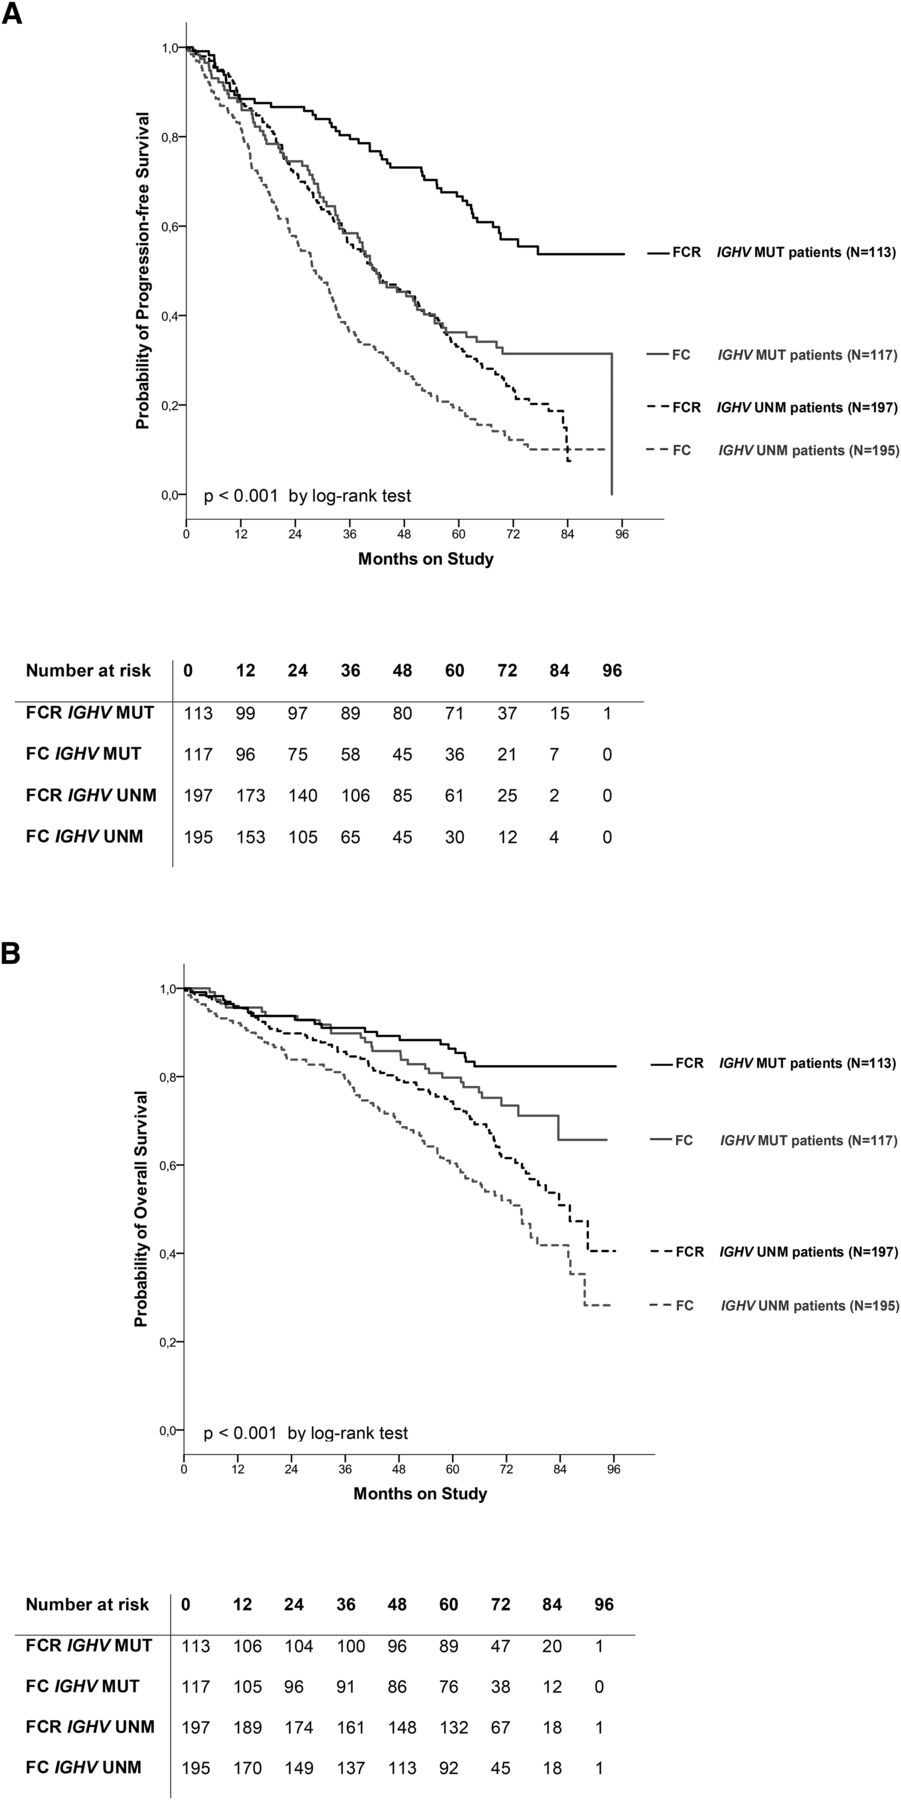 A
Probability of Progression-free Survival
1,0
0,8
0,6
0,4
0,2
0,0
FCR IGHV MUT patients (N=113)
FC IGHV MUT patients (N=117)
FCR IGHV UNM patients (N=197)
FC IGHV UNM patients (N=195)
p < 0.001 by log-rank test
0 12 24 36 48 60 72 84 96
Months on Study
Number at risk 0 12 24 36 48 60 72 84 96
FCR IGHV MUT 113 99 97 89 80 71 37 15 1
FC IGHV MUT 117 96 75 58 45 36 21 7 0
FCR IGHV UNM 197 173 140 106 85 61 25 2 0
FC IGHV UNM 195 153 105 65 45 30 12 4 0
B
Probability of Overall Survival
1,0
0,8
0,6
0,4
0,2
0,0
FCR IGHV MUT patients (N=113)
FC IGHV MUT patients (N=117)
FCR IGHV UNM patients (N=197)
FC IGHV UNM patients (N=195)
p < 0.001 by log-rank test
0 12 24 36 48 60 72 84 96
Months on Study
Number at risk 0 12 24 36 48 60 72 84 96
FCR IGHV MUT 113 106 104 100 96 89 47 20 1
FC IGHV MUT 117 105 96 91 86 76 38 12 0
FCR IGHV UNM 197 189 174 161 148 132 67 18 1
FC IGHV UNM 195 170 149 137 113 92 45 18 1